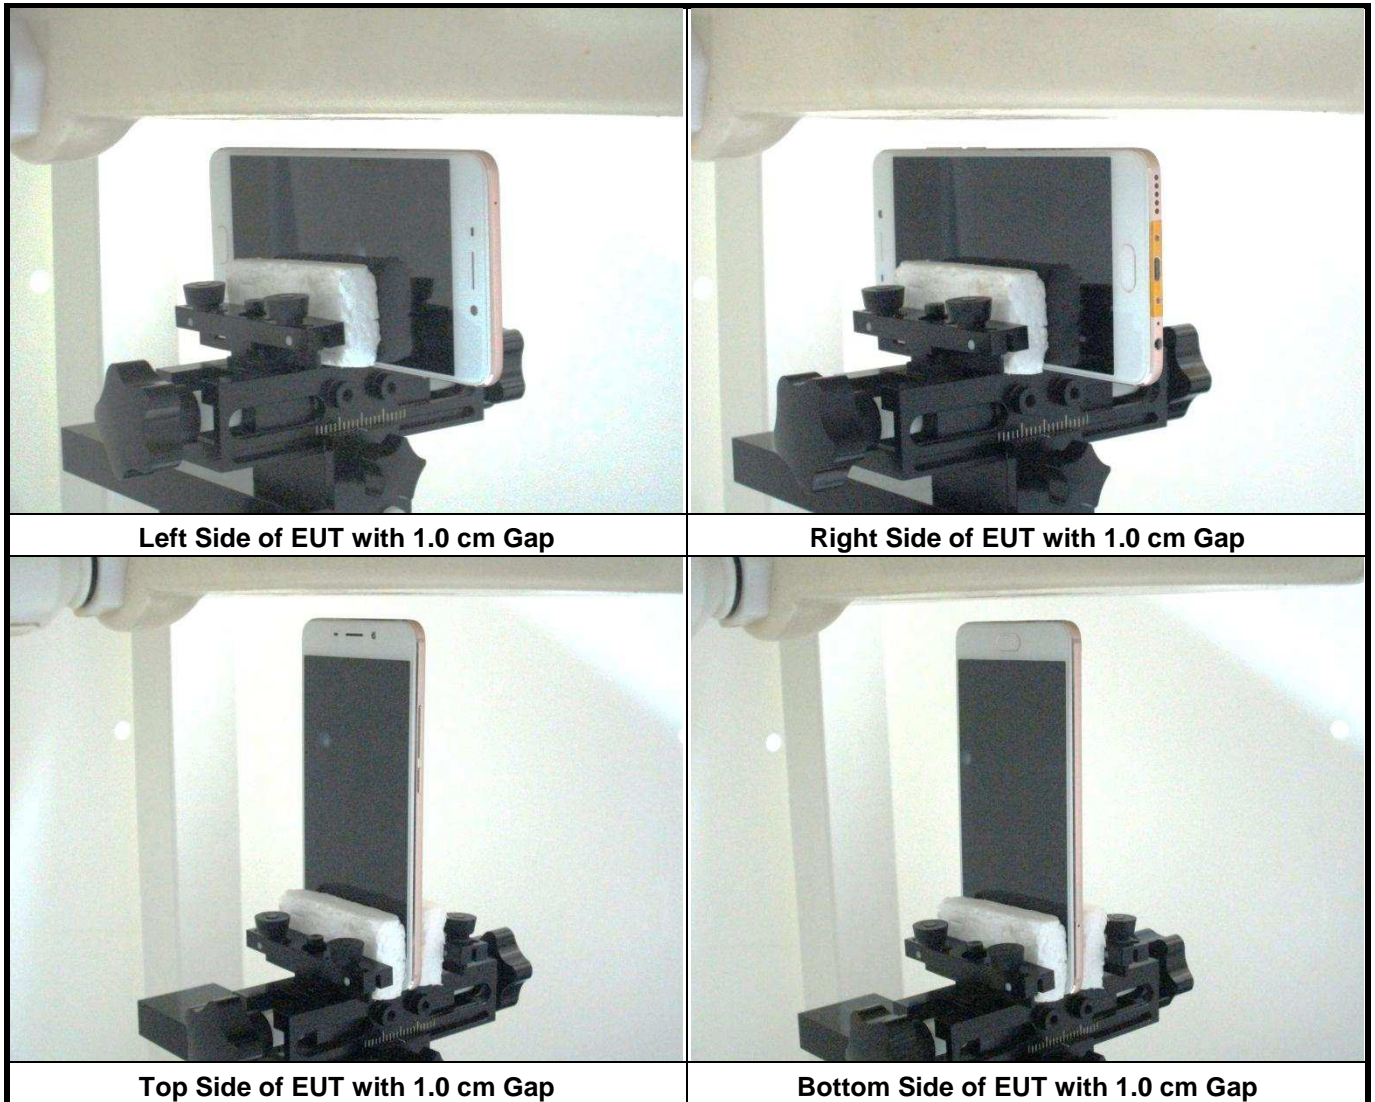 Left Side of EUT with 1.0 cm Gap
Right Side of EUT with 1.0 cm Gap
Top Side of EUT with 1.0 cm Gap
Bottom Side of EUT with 1.0 cm Gap